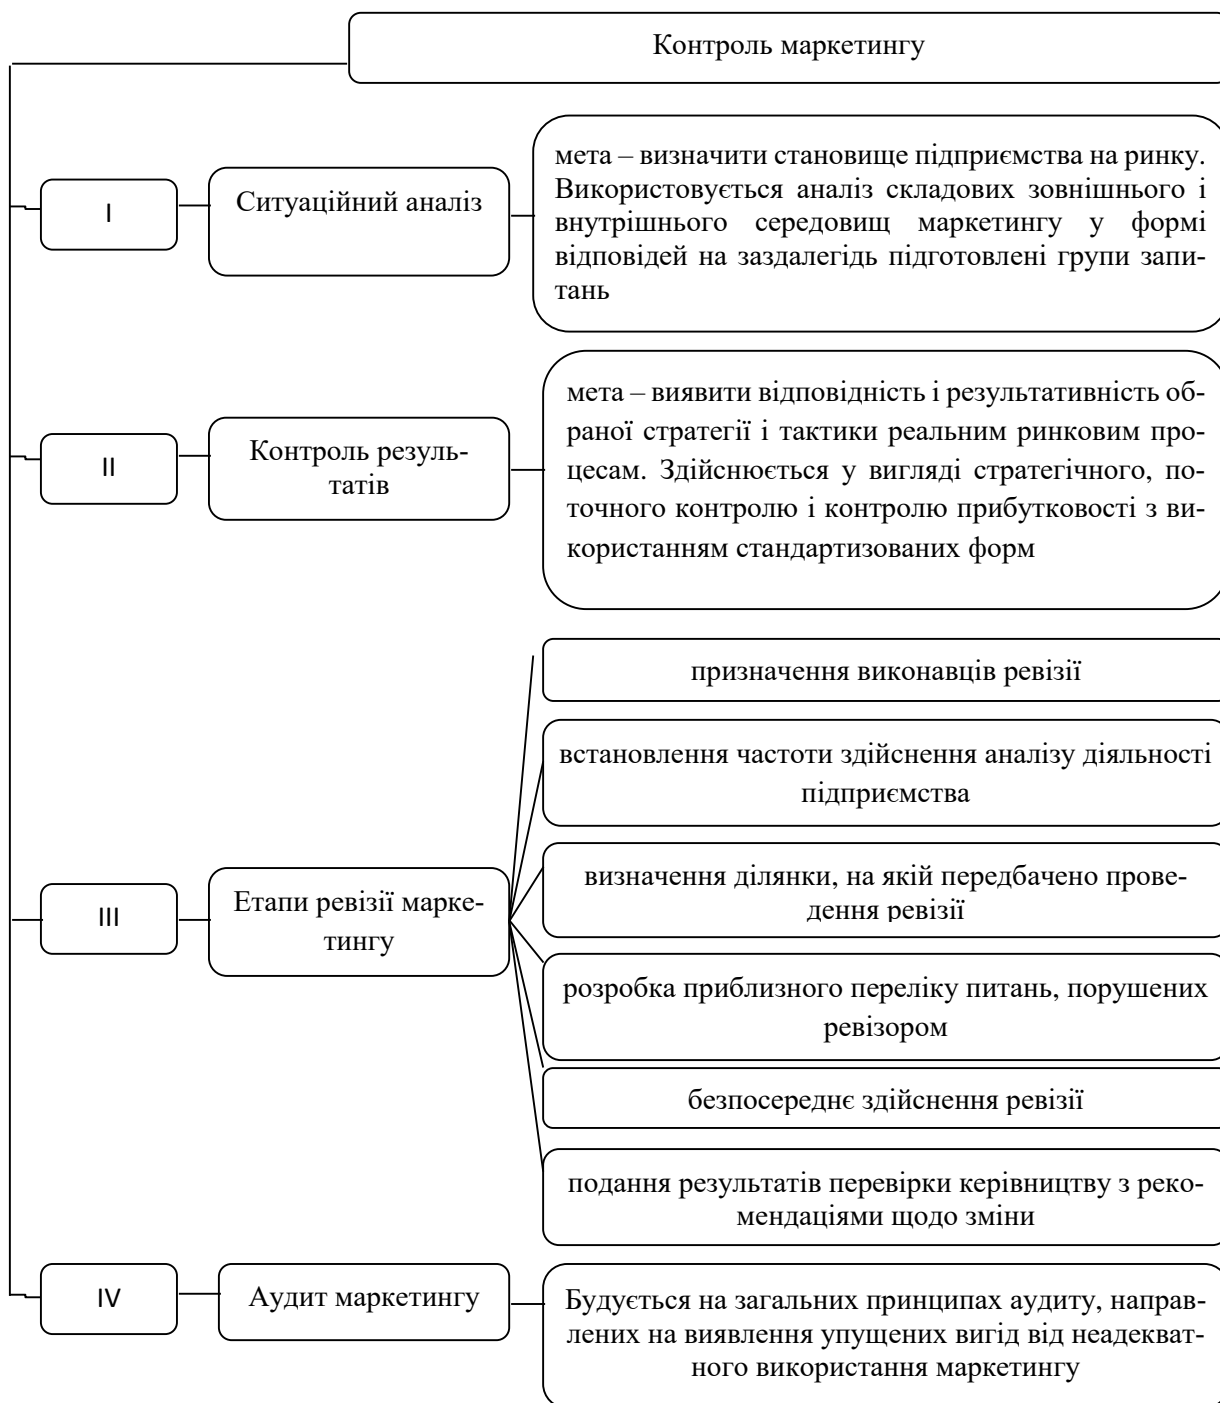 Контроль маркетингу
I
Ситуаційний аналіз
мета – визначити становище підприємства на ринку.
Використовується аналіз складових зовнішнього і
внутрішнього середовищ маркетингу у формі
відповідей на заздалегідь підготовлені групи запи-
тань
II
Контроль резуль-
татів
мета – виявити відповідність і результативність об-
раної стратегії і тактики реальним ринковим про-
цесам. Здійснюється у вигляді стратегічного, по-
точного контролю і контролю прибутковості з ви-
користанням стандартизованих форм
III
Етапи ревізії марке-
тингу
призначення виконавців ревізії
встановлення частоти здійснення аналізу діяльності
підприємства
визначення ділянки, на якій передбачено прове-
дення ревізії
розробка приблизного переліку питань, порушених
ревізором
безпосереднє здійснення ревізії
подання результатів перевірки керівництву з реко-
мендаціями щодо зміни
IV
Аудит маркетингу
Будується на загальних принципах аудиту, направ-
лених на виявлення упущених вигід від неадекват-
ного використання маркетингу